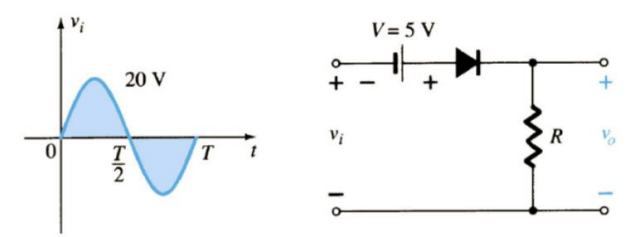 v_i
20 V
0
T/2
T
t
V = 5 V
+ − + +
v_i
R
v_o
− −